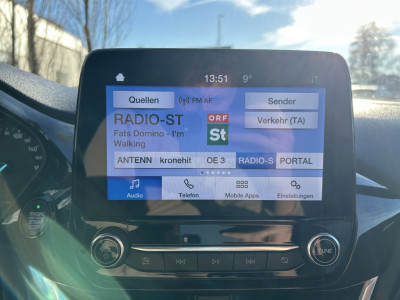 13:51 9°
Quellen FM AF Sender
RADIO-ST ORF St Verkehr (TA)
Fats Domino - I'm
Walking
ANTENN kronehit OE 3 RADIO-S PORTAL
Audio Telefon Mobile Apps Einstellungen
TUNE